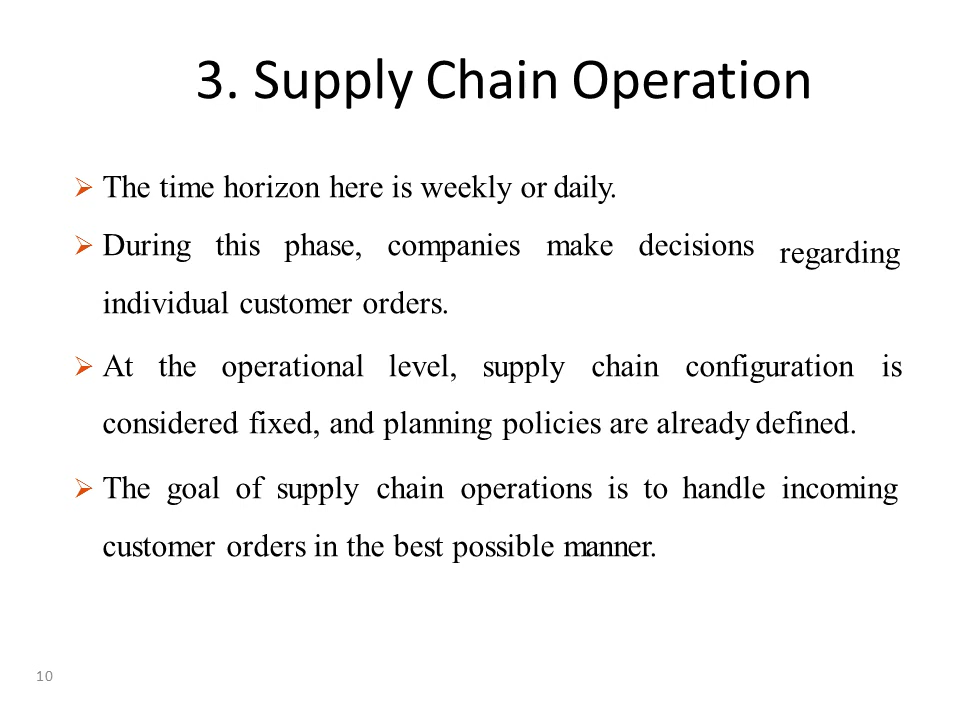 3. Supply Chain Operation
➢ The time horizon here is weekly or daily.
➢ During this phase, companies make decisions regarding
individual customer orders.
➢ At the operational level, supply chain configuration is
considered fixed, and planning policies are already defined.
➢ The goal of supply chain operations is to handle incoming
customer orders in the best possible manner.
10